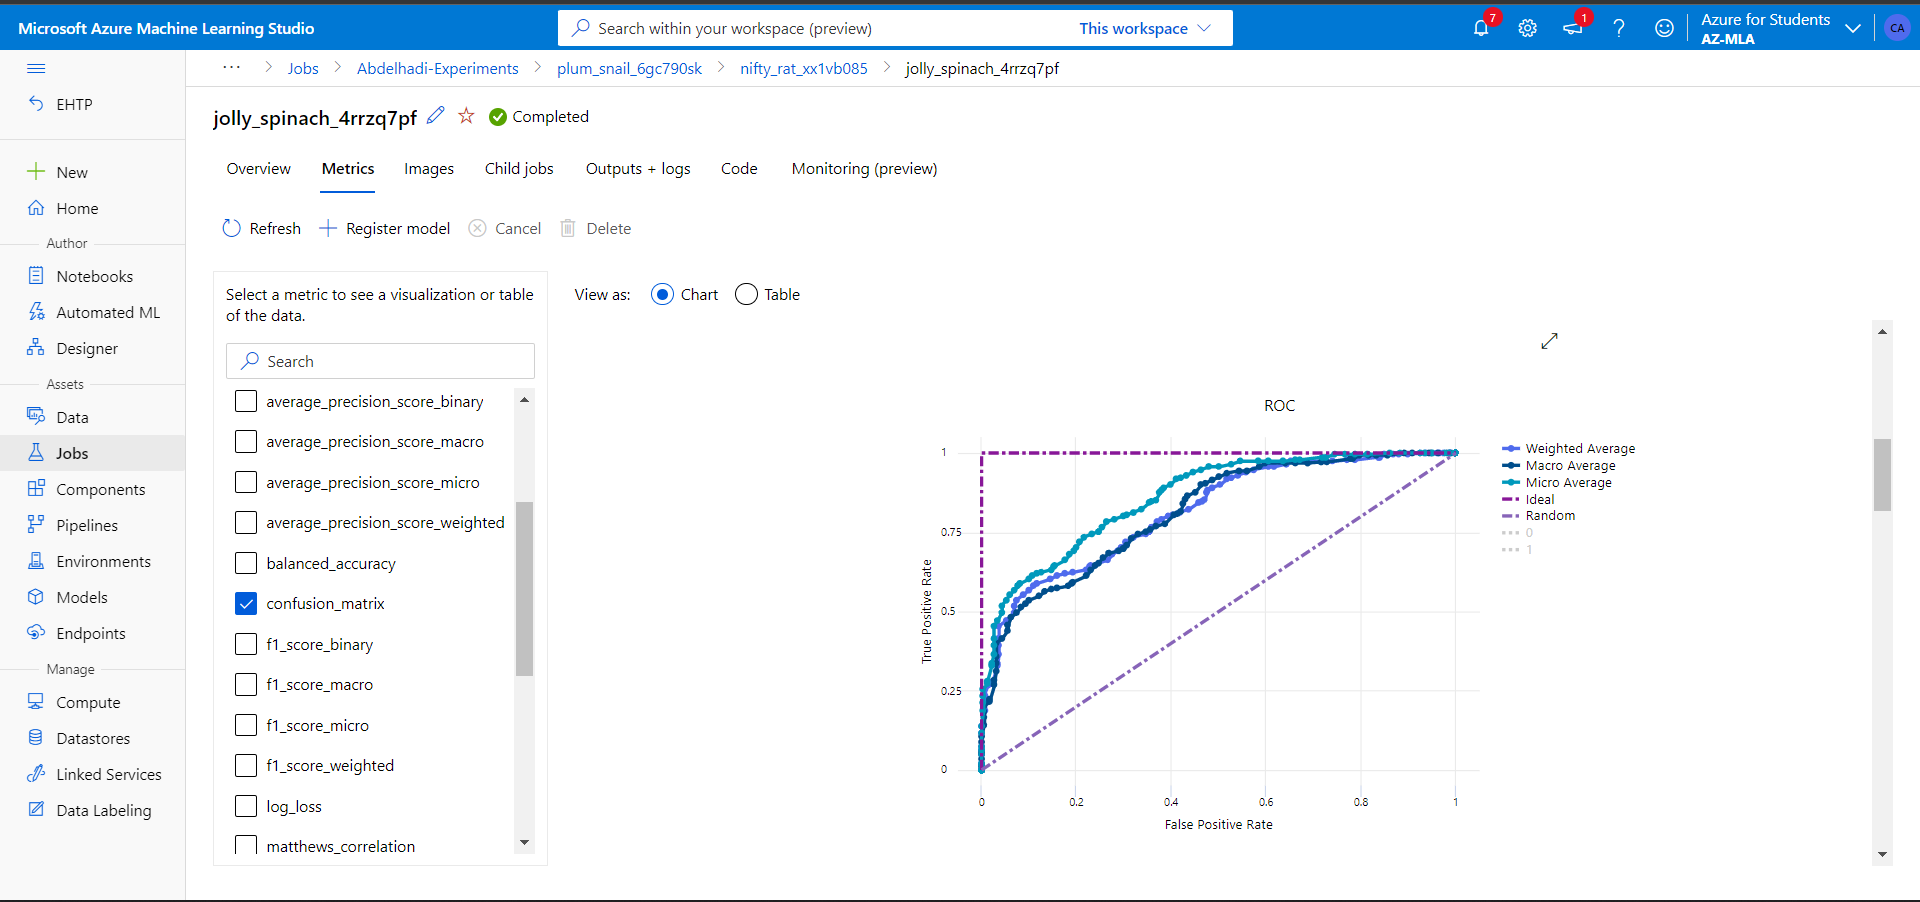 Microsoft Azure Machine Learning Studio
Search within your workspace (preview)
This workspace
7
1
?
Azure for Students
AZ-MLA
CA
··· > Jobs > Abdelhadi-Experiments > plum_snail_6gc790sk > nifty_rat_xx1vb085 > jolly_spinach_4rrzq7pf
EHTP
New
Home
Author
Notebooks
Automated ML
Designer
Assets
Data
Jobs
Components
Pipelines
Environments
Models
Endpoints
Manage
Compute
Datastores
Linked Services
Data Labeling
jolly_spinach_4rrzq7pf
Completed
Overview
Metrics
Images
Child jobs
Outputs + logs
Code
Monitoring (preview)
Refresh
Register model
Cancel
Delete
Select a metric to see a visualization or table
of the data.
Search
average_precision_score_binary
average_precision_score_macro
average_precision_score_micro
average_precision_score_weighted
balanced_accuracy
confusion_matrix
f1_score_binary
f1_score_macro
f1_score_micro
f1_score_weighted
log_loss
matthews_correlation
View as:
Chart
Table
ROC
1
0.75
0.5
0.25
0
True Positive Rate
0
0.2
0.4
0.6
0.8
1
False Positive Rate
Weighted Average
Macro Average
Micro Average
Ideal
Random
0
1